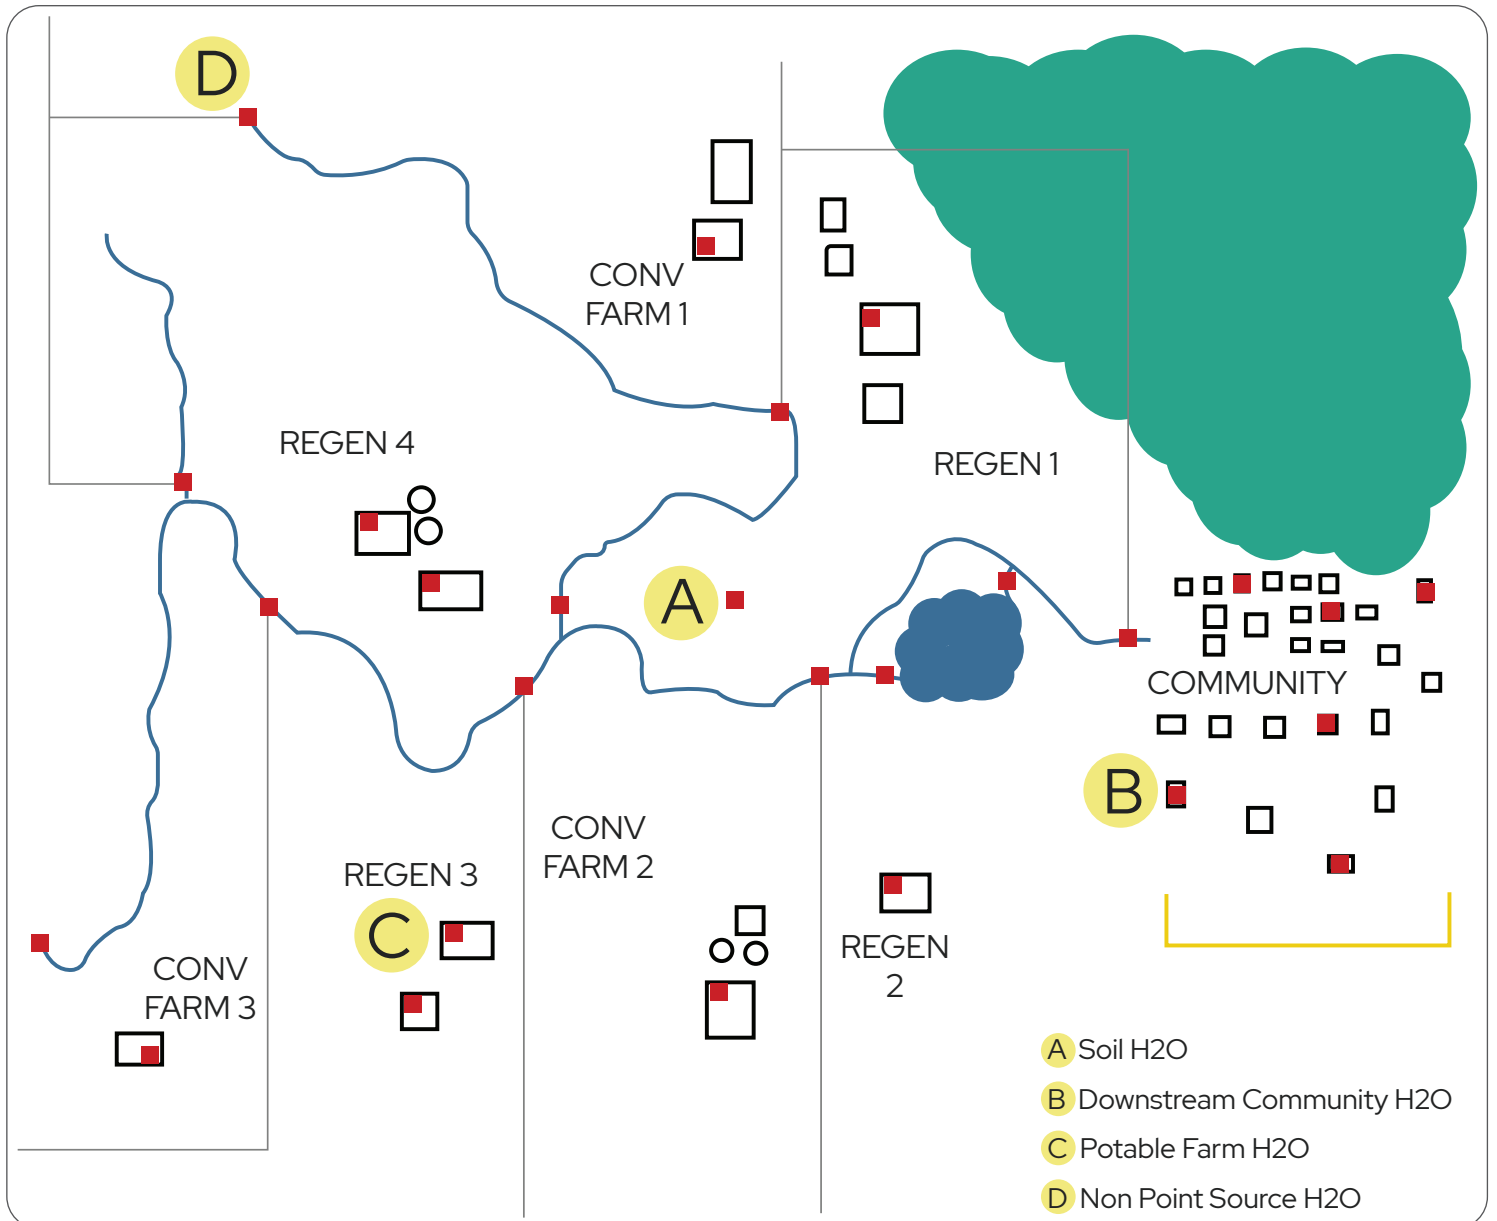 D
CONV
FARM 1
REGEN 4
REGEN 1
A
COMMUNITY
B
CONV
FARM 2
REGEN 3
C
REGEN
2
CONV
FARM 3
A Soil H2O
B Downstream Community H2O
C Potable Farm H2O
D Non Point Source H2O